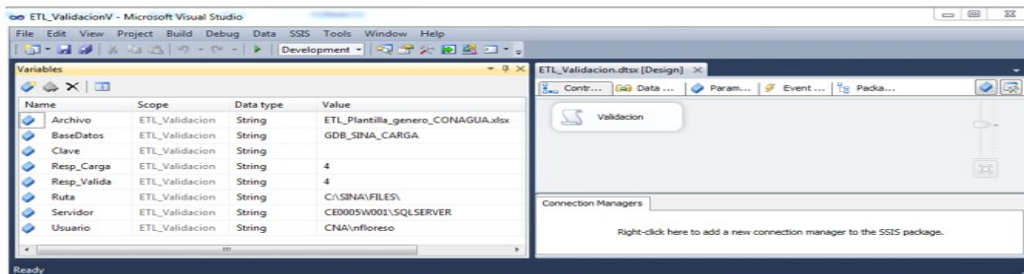 ETL_ValidacionV - Microsoft Visual Studio
File Edit View Project Build Debug Data SSIS Tools Window Help
Development
Variables
Name Scope Data type Value
Archivo ETL_Validacion String ETL_Plantilla_genero_CONAGUA.xlsx
BaseDatos ETL_Validacion String GDB_SINA_CARGA
Clave ETL_Validacion String
Resp_Carga ETL_Validacion String 4
Resp_Valida ETL_Validacion String 4
Ruta ETL_Validacion String C:\SINA\FILES\
Servidor ETL_Validacion String CE0005W001\SQLSERVER
Usuario ETL_Validacion String CNA\nfloreso
ETL_Validacion.dtsx [Design]
Contr... Data ... Param... Event ... Packa...
Validacion
Connection Managers
Right-click here to add a new connection manager to the SSIS package.
Ready